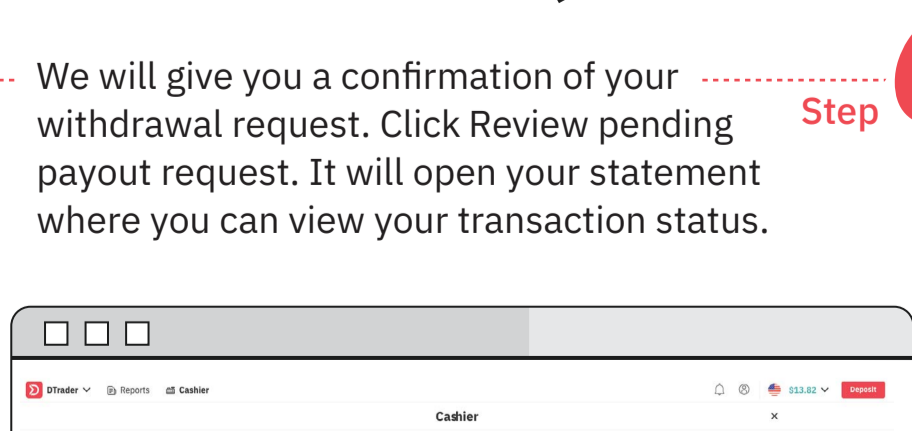 We will give you a confirmation of your
Step
withdrawal request. Click Review pending
payout request. It will open your statement
where you can view your transaction status.
DTrader Reports Cashier $13.82 Deposit
Cashier